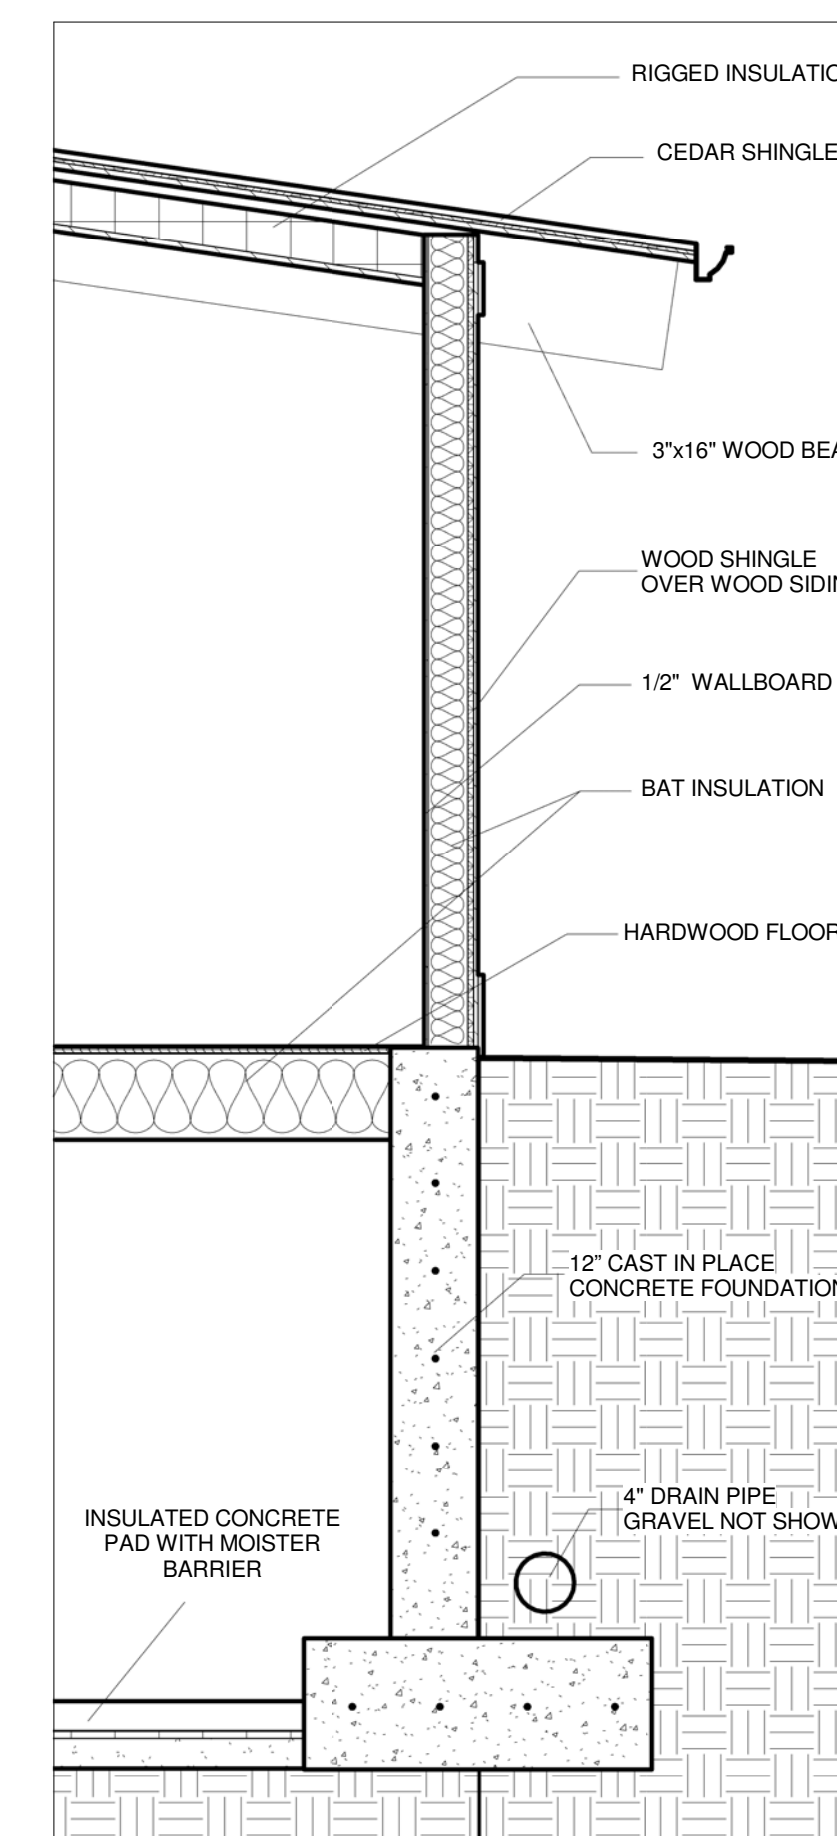 RIGGED INSULATIO
CEDAR SHINGLE
3"x16" WOOD BEA
WOOD SHINGLE
OVER WOOD SIDIN
1/2" WALLBOARD
BAT INSULATION
HARDWOOD FLOOR
12” CAST IN PLACE
CONCRETE FOUNDATION
4" DRAIN PIPE
GRAVEL NOT SHOW
INSULATED CONCRETE
PAD WITH MOISTER
BARRIER